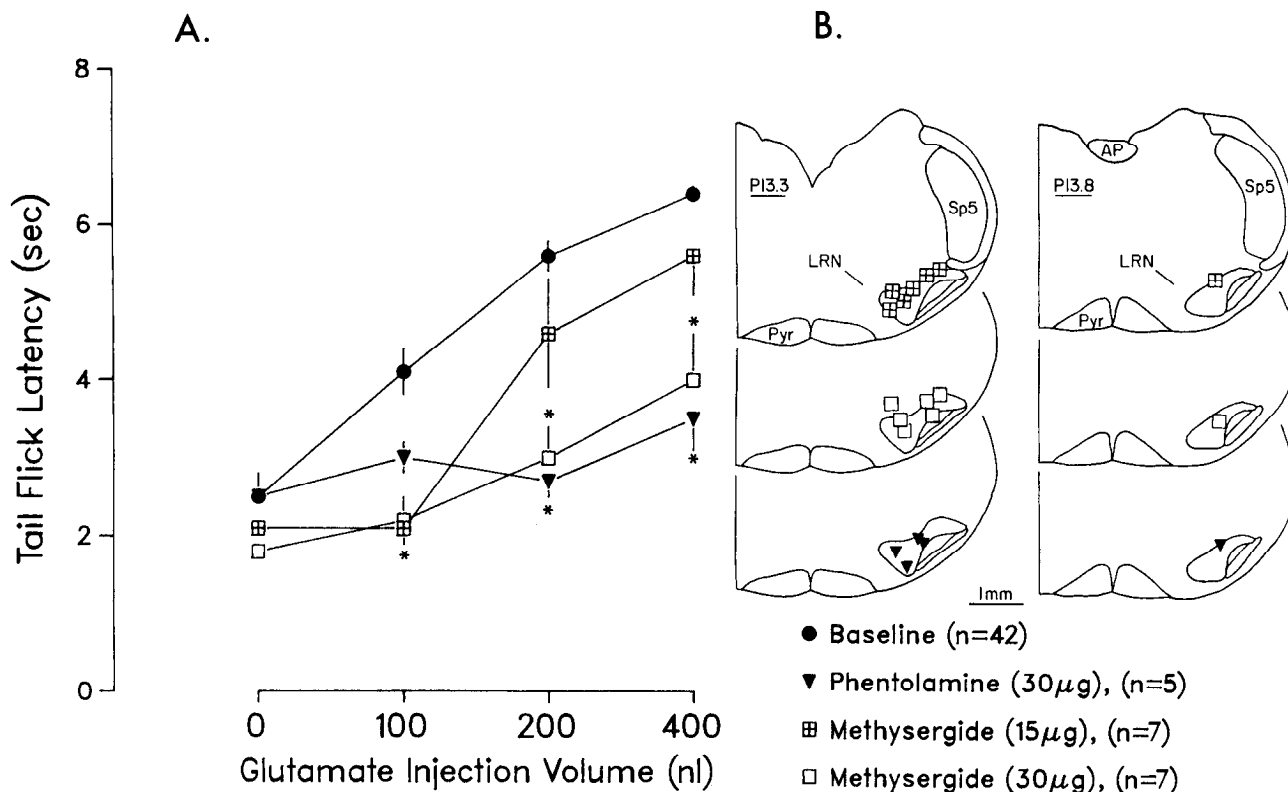 A.
B.
8
6
4
2
0
Tail Flick Latency (sec)
*
*
*
*
*
*
0 100 200 400
Glutamate Injection Volume (nl)
P13.3
Sp5
LRN
Pyr
AP
P13.8
Sp5
LRN
Pyr
1mm
Baseline (n=42)
Phentolamine (30μg), (n=5)
Methysergide (15μg), (n=7)
Methysergide (30μg), (n=7)